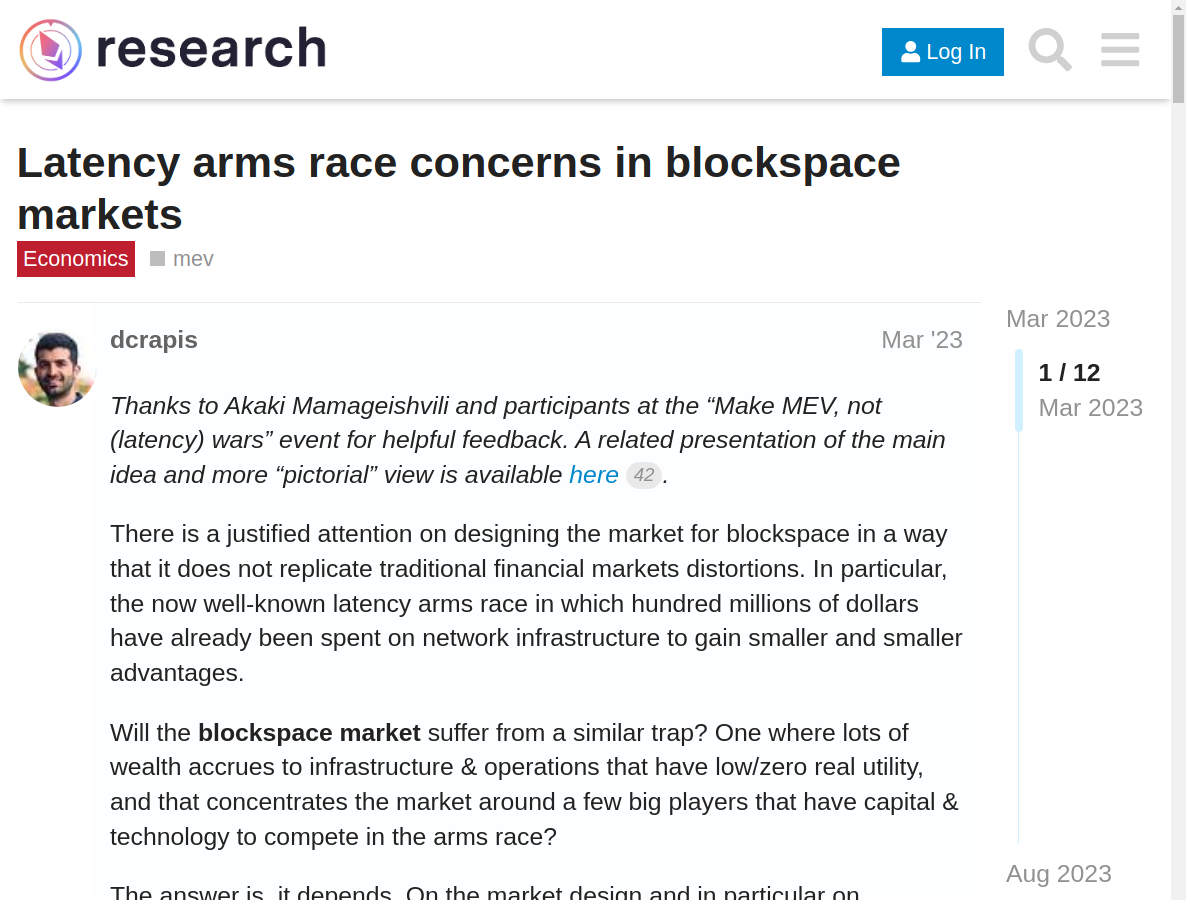 research
Log In
Latency arms race concerns in blockspace
markets
Economics
mev
dcrapis
Mar '23
Thanks to Akaki Mamageishvili and participants at the “Make MEV, not
(latency) wars” event for helpful feedback. A related presentation of the main
idea and more “pictorial” view is available here 42.
There is a justified attention on designing the market for blockspace in a way
that it does not replicate traditional financial markets distortions. In particular,
the now well-known latency arms race in which hundred millions of dollars
have already been spent on network infrastructure to gain smaller and smaller
advantages.
Will the blockspace market suffer from a similar trap? One where lots of
wealth accrues to infrastructure & operations that have low/zero real utility,
and that concentrates the market around a few big players that have capital &
technology to compete in the arms race?
The answer is, it depends. On the market design and in particular on
Mar 2023
1 / 12
Mar 2023
Aug 2023